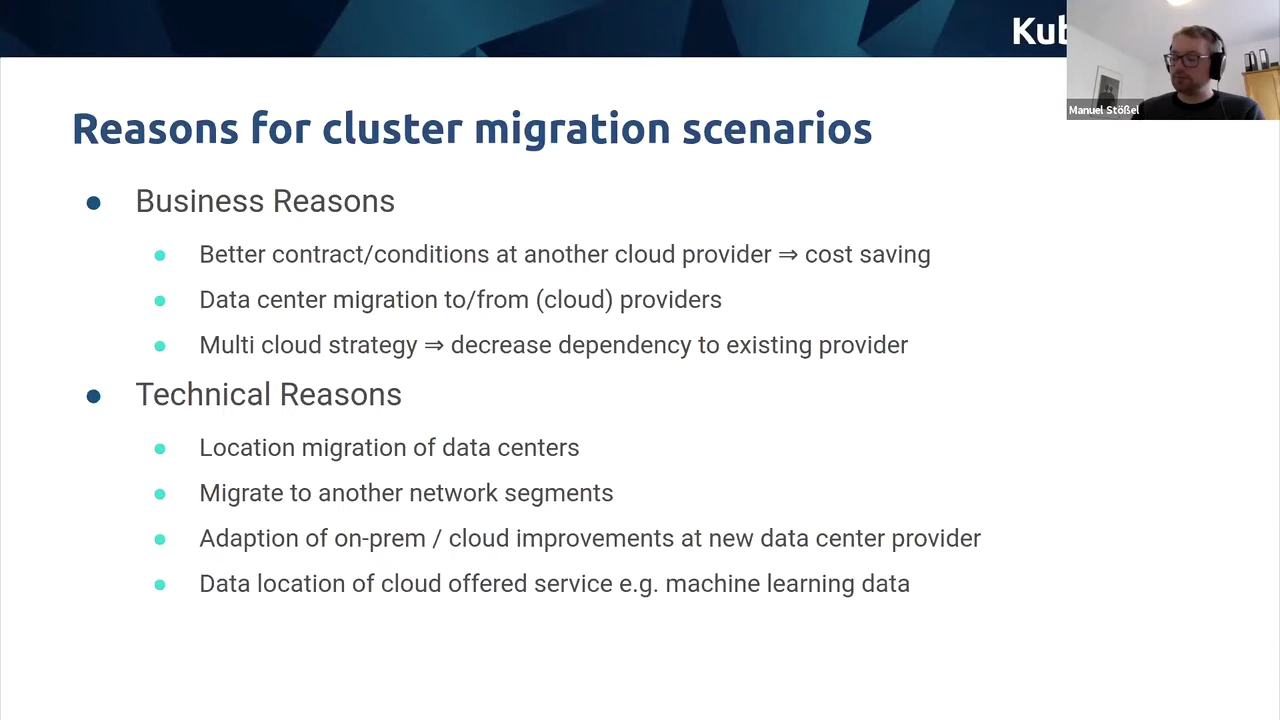 Reasons for cluster migration scenarios
Manuel Stößel
Business Reasons
Better contract/conditions at another cloud provider ⇒ cost saving
Data center migration to/from (cloud) providers
Multi cloud strategy ⇒ decrease dependency to existing provider
Technical Reasons
Location migration of data centers
Migrate to another network segments
Adaption of on-prem / cloud improvements at new data center provider
Data location of cloud offered service e.g. machine learning data